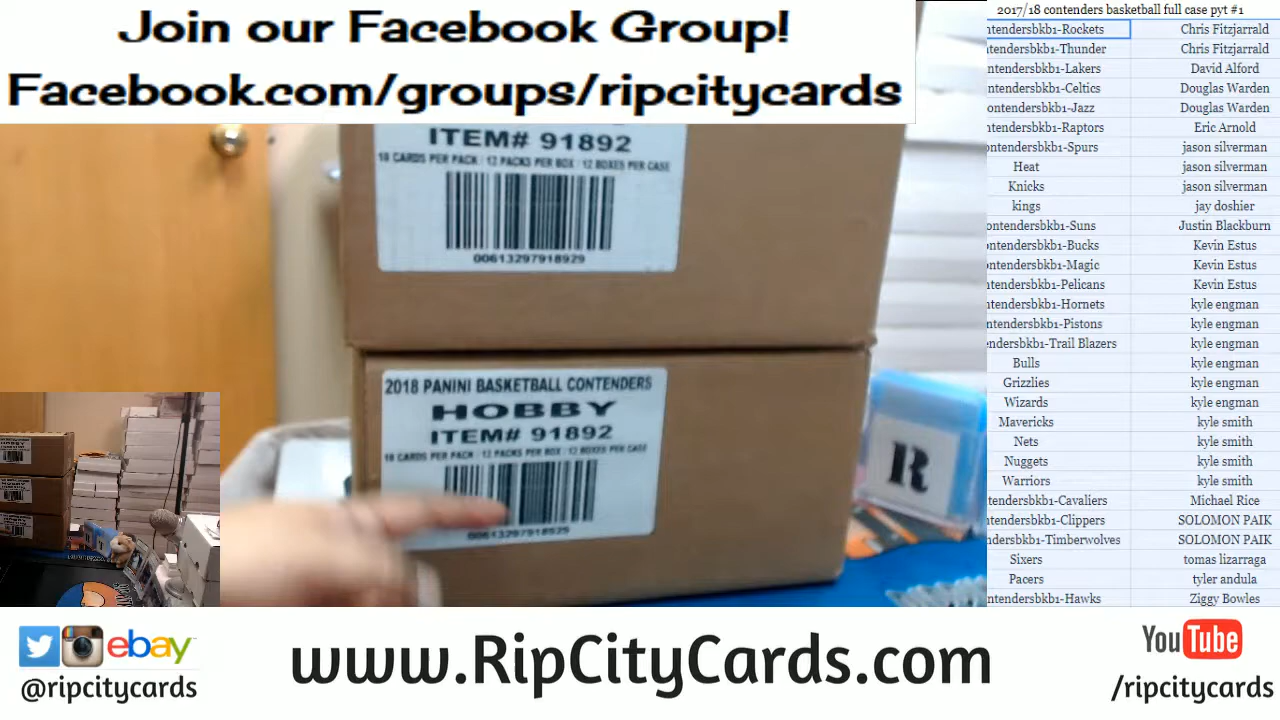 Join our Facebook Group!
Facebook.com/groups/ripcitycards
2017/18 contenders basketball full case pyt #1
ntendersbkb1-Rockets Chris Fitzjarrald
ntendersbkb1-Thunder Chris Fitzjarrald
ntendersbkb1-Lakers David Alford
ntendersbkb1-Celtics Douglas Warden
ontendersbkb1-Jazz Douglas Warden
ntendersbkb1-Raptors Eric Arnold
ontendersbkb1-Spurs jason silverman
Heat jason silverman
Knicks jason silverman
kings jay doshier
ontendersbkb1-Suns Justin Blackburn
ontendersbkb1-Bucks Kevin Estus
ontendersbkb1-Magic Kevin Estus
ntendersbkb1-Pelicans Kevin Estus
ntendersbkb1-Hornets kyle engman
ntendersbkb1-Pistons kyle engman
endersbkb1-Trail Blazers kyle engman
Bulls kyle engman
Grizzlies kyle engman
Wizards kyle engman
Mavericks kyle smith
Nets kyle smith
Nuggets kyle smith
Warriors kyle smith
tendersbkb1-Cavaliers Michael Rice
ntendersbkb1-Clippers SOLOMON PAIK
ndersbkb1-Timberwolves SOLOMON PAIK
Sixers tomas lizarraga
Pacers tyler andula
ntendersbkb1-Hawks Ziggy Bowles
ITEM# 91892
18 CARDS PER PACK 12 PACKS PER BOX 12 BOXES PER CASE
00613297918929
2018 PANINI BASKETBALL CONTENDERS
HOBBY
ITEM# 91892
18 CARDS PER PACK 12 PACKS PER BOX 12 BOXES PER CASE
00613297918929
R
ebay
@ripcitycards
www.RipCityCards.com
YouTube
/ripcitycards